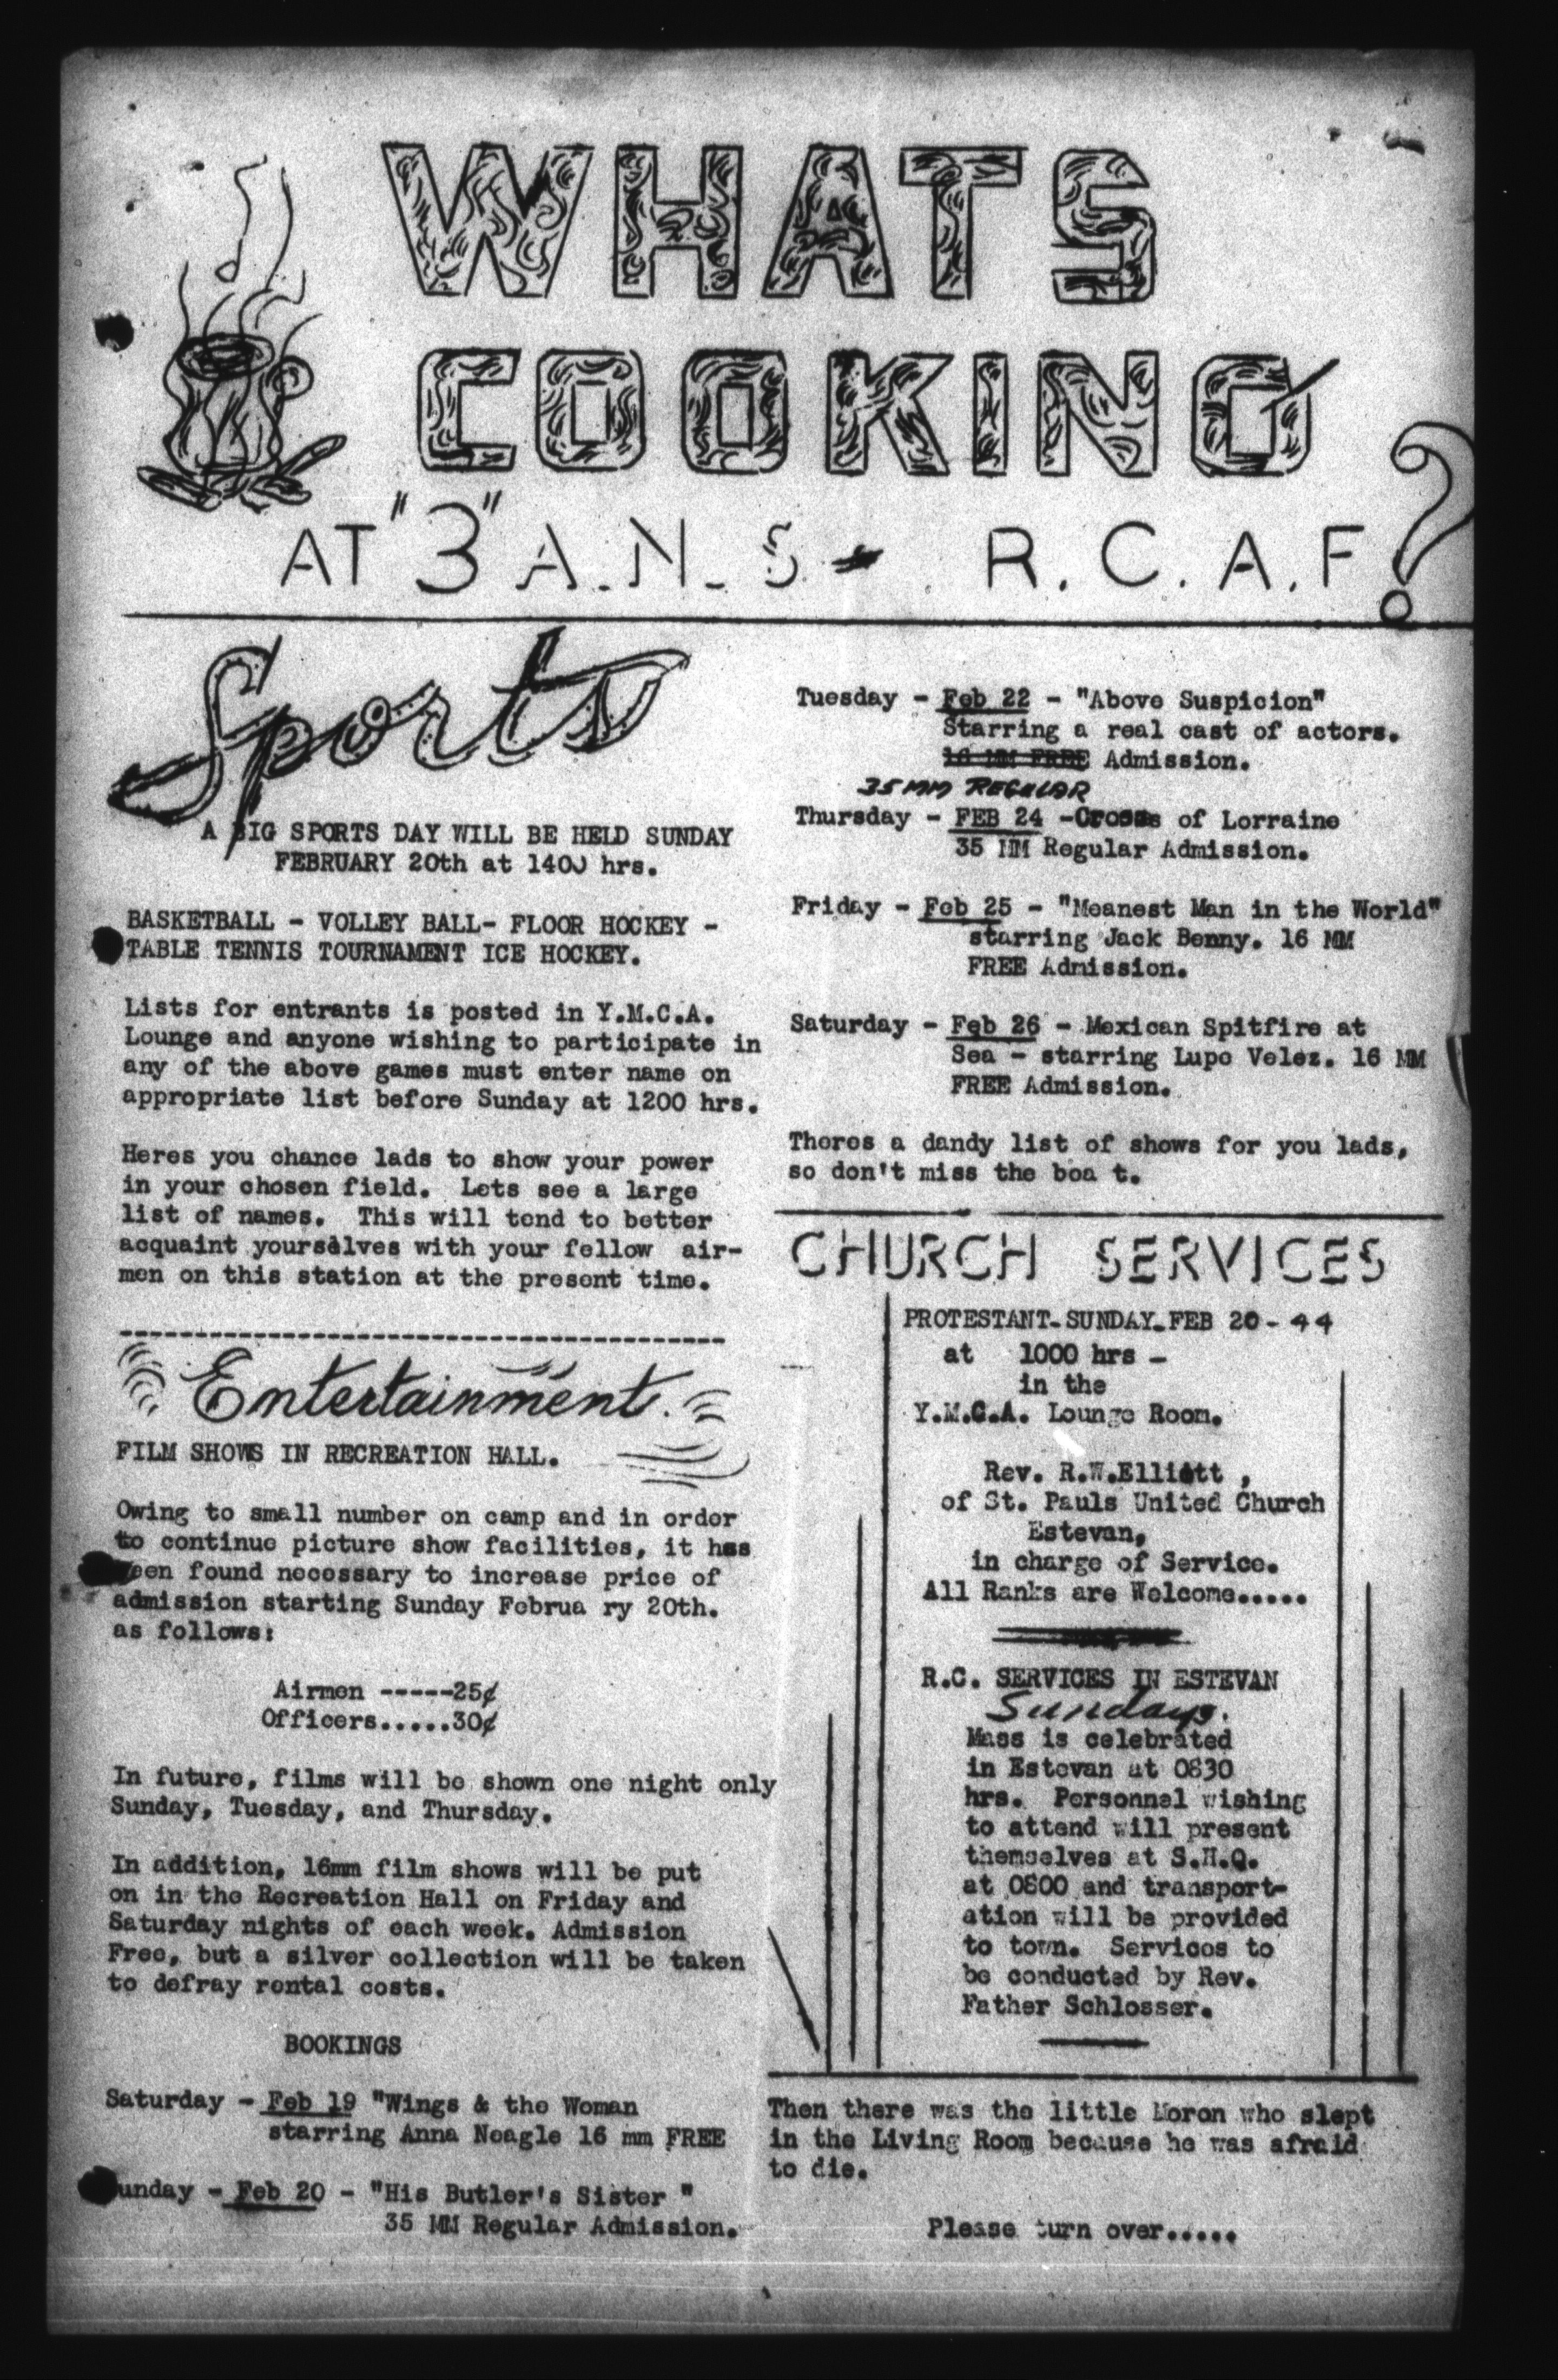 WHATS
COOKING
AT "3" A.N.S - R.C.A.F?
Sports
A BIG SPORTS DAY WILL BE HELD SUNDAY
FEBRUARY 20th at 1400 hrs.
BASKETBALL - VOLLEY BALL- FLOOR HOCKEY -
TABLE TENNIS TOURNAMENT ICE HOCKEY.
Lists for entrants is posted in Y.M.C.A.
Lounge and anyone wishing to participate in
any of the above games must enter name on
appropriate list before Sunday at 1200 hrs.
Heres you chance lads to show your power
in your chosen field.  Lets see a large
list of names.  This will tend to better
acquaint yourselves with your fellow  air-
men on this station at the present time.
-----------------------------------------
Entertainment.
FILM SHOWS IN RECREATION HALL.
Owing to small number on camp and in order
to continue picture show facilities, it has
been found necessary to increase price of
admission starting Sunday Februa ry 20th.
as follows:
Airmen -----25¢
Officers.....30¢
In future, films will be shown one night only
Sunday, Tuesday, and Thursday.
In addition, 16mm film shows will be put
on in the Recreation Hall on Friday and
Saturday nights of each week. Admission
Free, but a silver collection will be taken
to defray rental costs.
BOOKINGS
Saturday - Feb 19 "Wings & the Woman
starring Anna Neagle 16 mm FREE
Sunday - Feb 20 - "His Butler's Sister "
35 MM Regular Admission.
Tuesday - Feb 22 - "Above Suspicion"
Starring a real cast of actors.
16 MM FREE Admission.
35MM REGULAR
Thursday - FEB 24 -Cross of Lorraine
35 MM Regular Admission.
Friday - Feb 25 - "Meanest Man in the World"
starring Jack Benny. 16 MM
FREE Admission.
Saturday - Feb 26 - Mexican Spitfire at
Sea - starring Lupe Velez. 16 MM
FREE Admission.
Theres a dandy list of shows for you lads,
so don't miss the boa t.
CHURCH SERVICES
PROTESTANT-SUNDAY-FEB 20-44
at   1000 hrs -
in the
Y.M.C.A. Lounge Room.
Rev. R.W.Elliott ,
of St. Pauls United Church
Estevan,
in charge of Service.
All Ranks are Welcome.....
R.C. SERVICES IN ESTEVAN
Sundays.
Mass is celebrated
in Estevan at 0830
hrs.  Personnel wishing
to attend will present
themselves at S.H.Q.
at 0800 and transport-
ation will be provided
to town.  Services to
be conducted by Rev.
Father Schlosser.
Then there was the little Moron who slept
in the Living Room because he was afraid
to die.
Please turn over.....